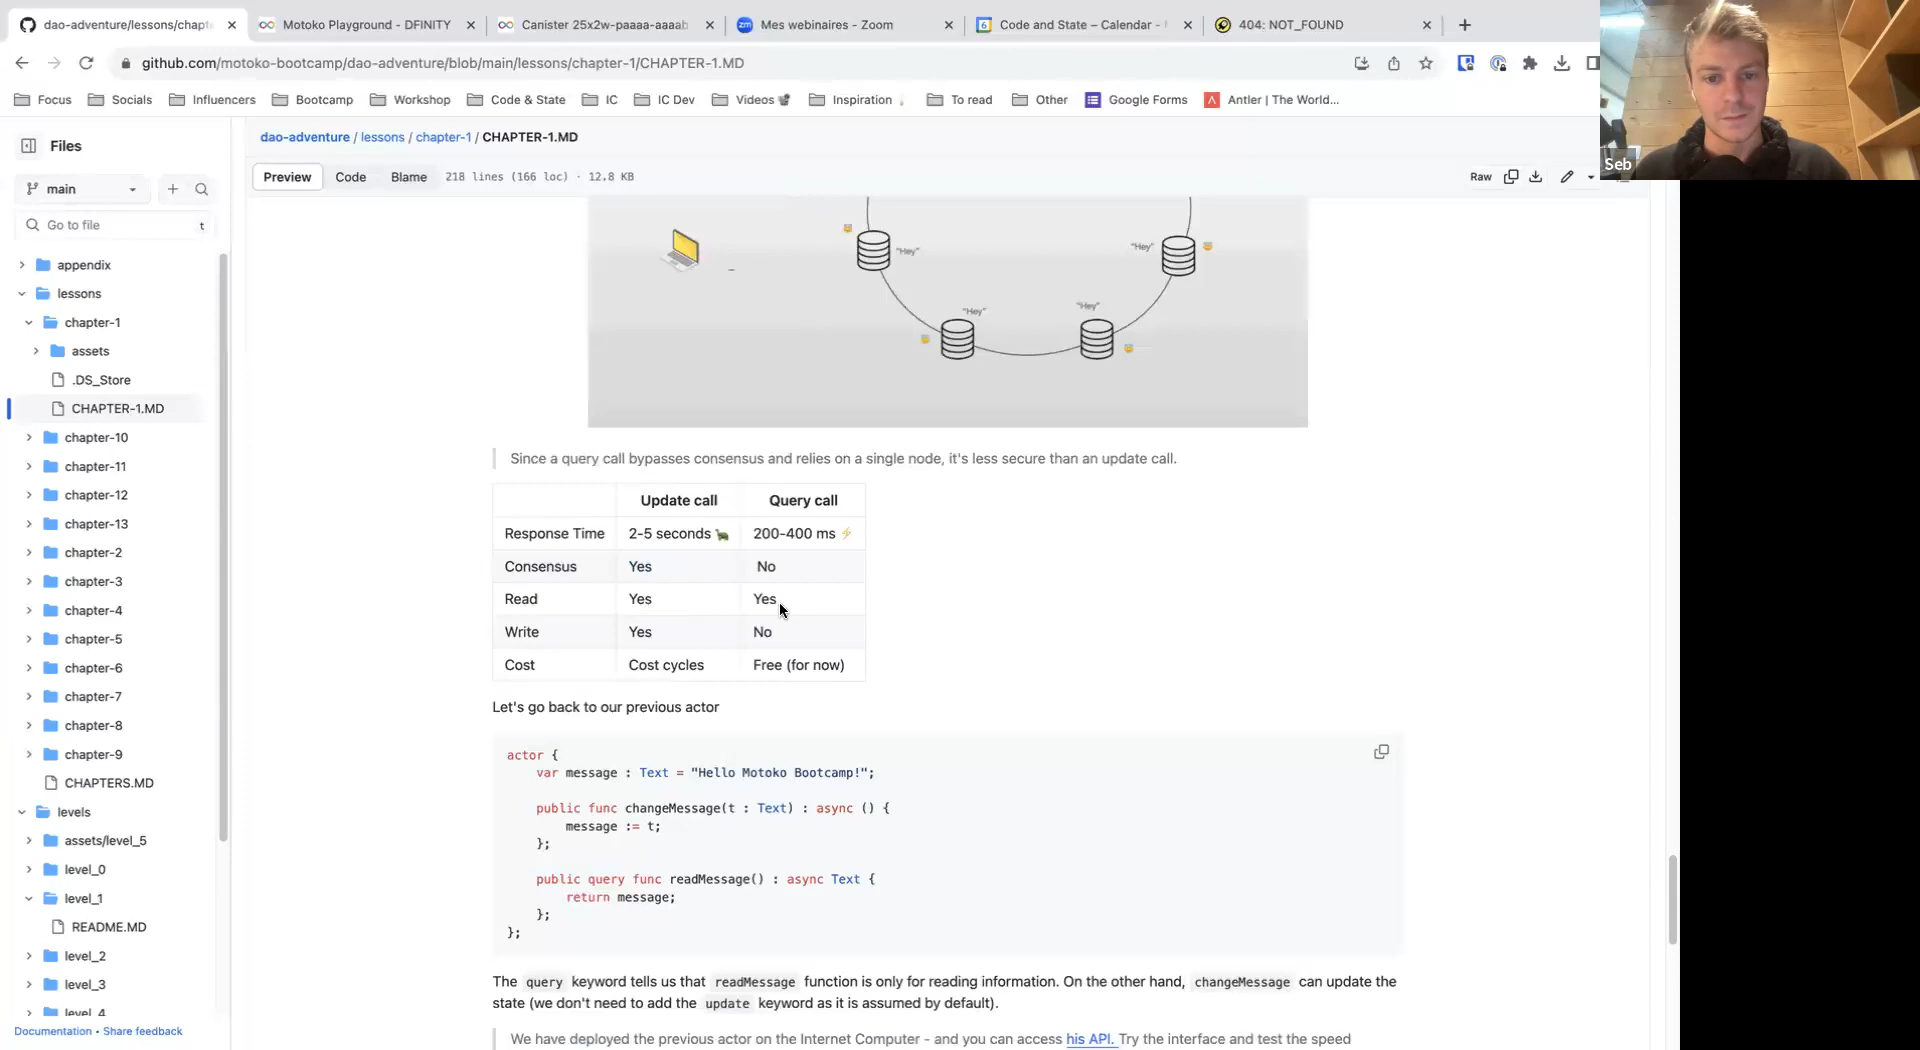 dao-adventure/lessons/chapt
Motoko Playground - DFINITY
Canister 25x2w-paaaa-aaaab
Mes webinaires - Zoom
Code and State – Calendar -
404: NOT_FOUND
github.com/motoko-bootcamp/dao-adventure/blob/main/lessons/chapter-1/CHAPTER-1.MD
Focus
Socials
Influencers
Bootcamp
Workshop
Code & State
IC
IC Dev
Videos
Inspiration
To read
Other
Google Forms
Antler | The World...
Seb
Files
main
Go to file
t
appendix
lessons
chapter-1
assets
.DS_Store
CHAPTER-1.MD
chapter-10
chapter-11
chapter-12
chapter-13
chapter-2
chapter-3
chapter-4
chapter-5
chapter-6
chapter-7
chapter-8
chapter-9
CHAPTERS.MD
levels
assets/level_5
level_0
level_1
README.MD
level_2
level_3
level_4
Documentation • Share feedback
dao-adventure / lessons / chapter-1 / CHAPTER-1.MD
Preview Code Blame 218 lines (166 loc) · 12.8 KB Raw
"Hey" "Hey"
"Hey" "Hey"
Since a query call bypasses consensus and relies on a single node, it's less secure than an update call.
Update call Query call
Response Time 2-5 seconds 200-400 ms
Consensus Yes No
Read Yes Yes
Write Yes No
Cost Cost cycles Free (for now)
Let's go back to our previous actor
actor {
var message : Text = "Hello Motoko Bootcamp!";
public func changeMessage(t : Text) : async () {
message := t;
};
public query func readMessage() : async Text {
return message;
};
};
The query keyword tells us that readMessage function is only for reading information. On the other hand, changeMessage can update the
state (we don't need to add the update keyword as it is assumed by default).
We have deployed the previous actor on the Internet Computer - and you can access his API. Try the interface and test the speed